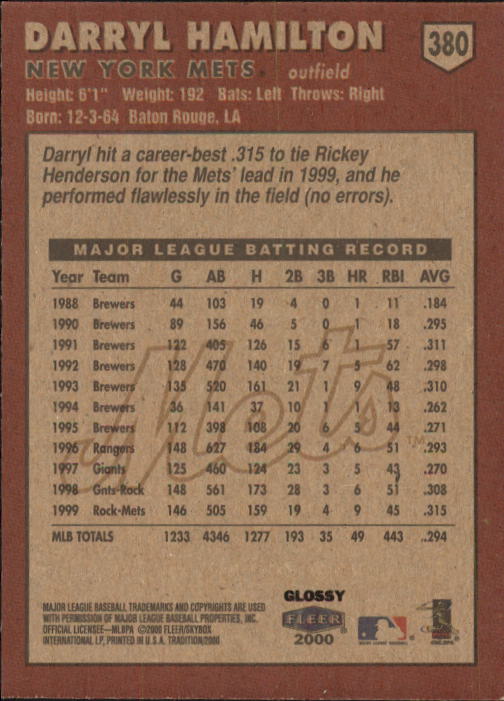 DARRYL HAMILTON
380
NEW YORK METS® outfield
Height: 6'1" Weight: 192 Bats: Left Throws: Right
Born: 12-3-64 Baton Rouge, LA
Darryl hit a career-best .315 to tie Rickey
Henderson for the Mets' lead in 1999, and he
performed flawlessly in the field (no errors).
MAJOR LEAGUE BATTING RECORD
Year Team G AB H 2B 3B HR RBI AVG
1988 Brewers 44 103 19 4 0 1 11 .184
1990 Brewers 89 156 46 5 0 1 18 .295
1991 Brewers 122 405 126 15 6 1 57 .311
1992 Brewers 128 470 140 19 7 5 62 .298
1993 Brewers 135 520 161 21 1 9 48 .310
1994 Brewers 36 141 37 10 1 1 13 .262
1995 Brewers 112 398 108 20 6 5 44 .271
1996 Rangers 148 627 184 29 4 6 51 .293
1997 Giants 125 460 124 23 3 5 43 .270
1998 Gnts-Rock 148 561 173 28 3 6 51 .308
1999 Rock-Mets 146 505 159 19 4 9 45 .315
MLB TOTALS 1233 4346 1277 193 35 49 443 .294
Mets™
GLOSSY
FLEER
2000
MAJOR LEAGUE BASEBALL TRADEMARKS AND COPYRIGHTS ARE USED
WITH PERMISSION OF MAJOR LEAGUE BASEBALL PROPERTIES, INC.
OFFICIAL LICENSEE—MLBPA ©2000 FLEER/SKYBOX
INTERNATIONAL LP, PRINTED IN U.S.A. TRADITION/2000